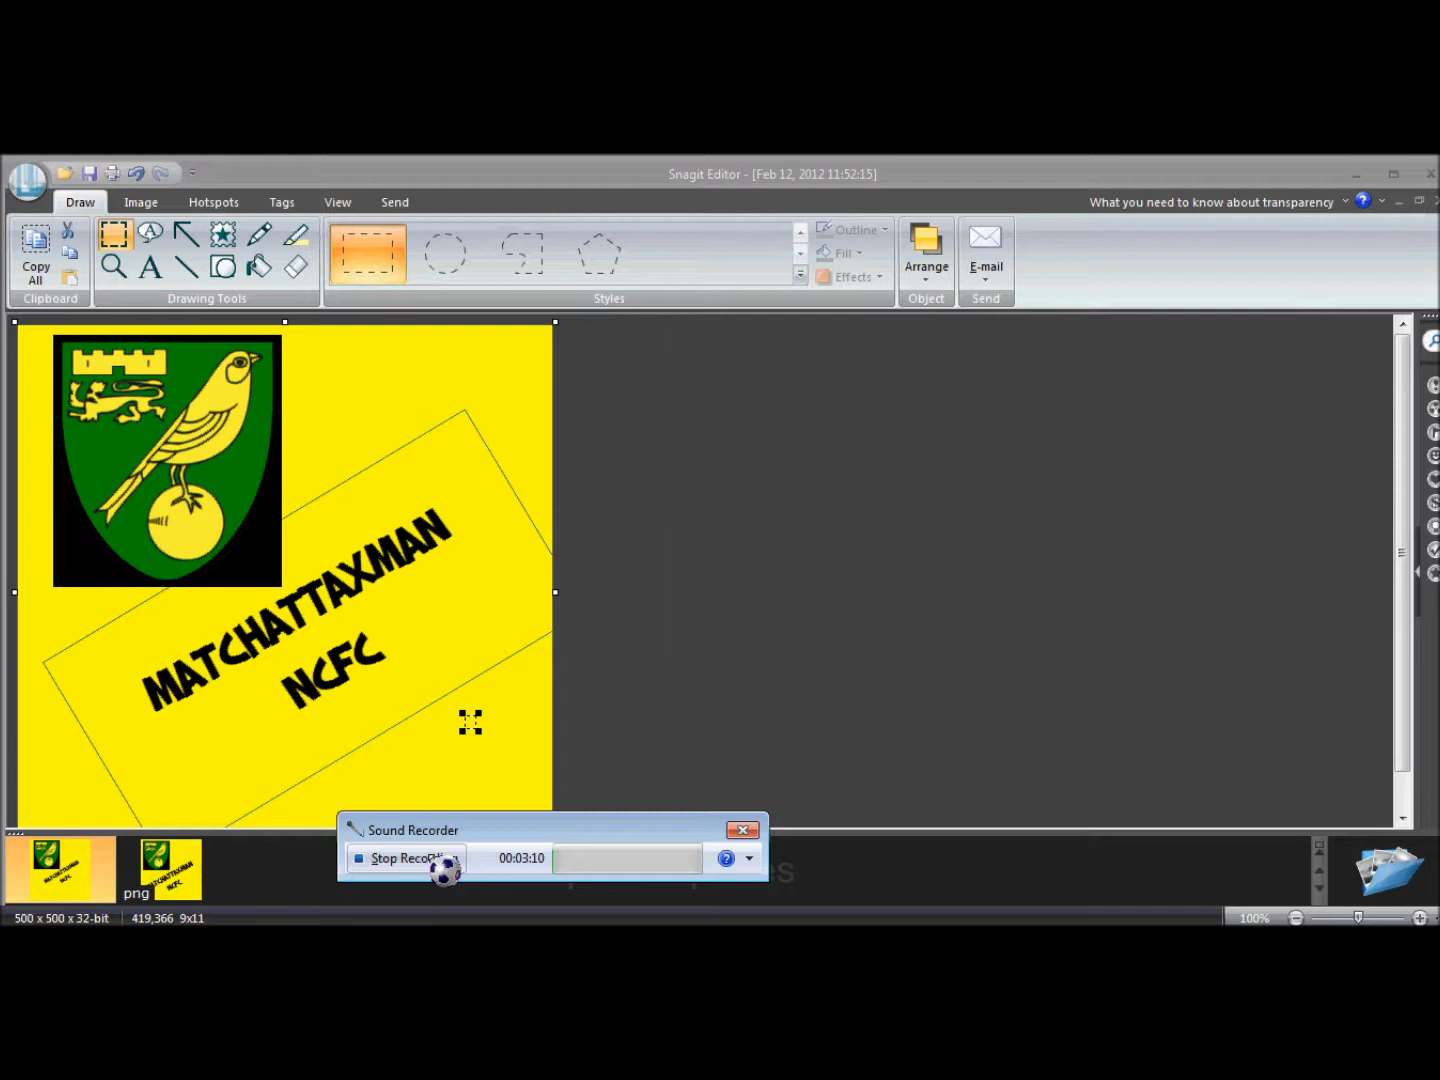 Snagit Editor - [Feb 12, 2012 11:52:15]
Draw
Image
Hotspots
Tags
View
Send
What you need to know about transparency
Copy
All
Outline
Fill
Effects
Arrange
E-mail
Clipboard
Drawing Tools
Styles
Object
Send
MATCHATTAXMAN
NCFC
Sound Recorder
Stop 00:03:10
png
500 x 500 x 32-bit
419,366 9x11
100%